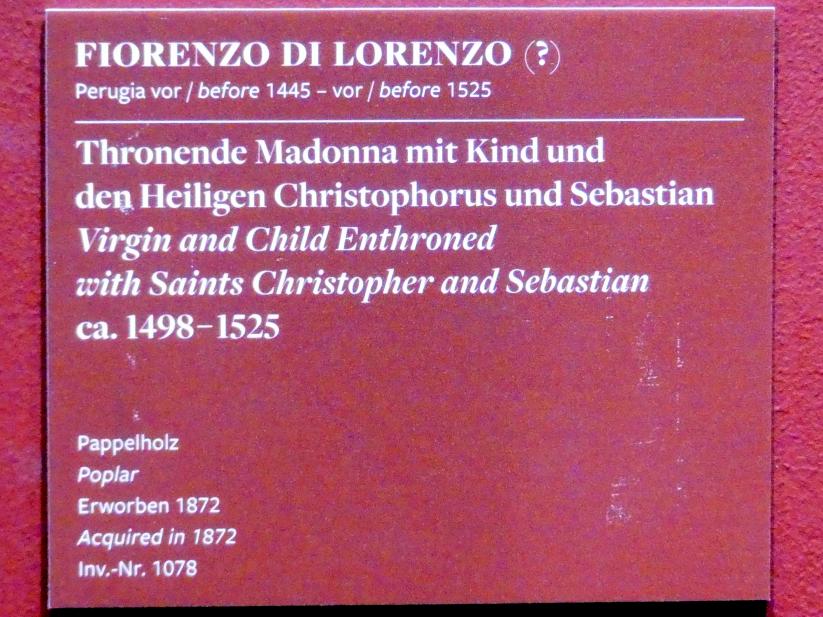 FIORENZO DI LORENZO (?)
Perugia vor / before 1445 – vor / before 1525
Thronende Madonna mit Kind und
den Heiligen Christophorus und Sebastian
Virgin and Child Enthroned
with Saints Christopher and Sebastian
ca. 1498–1525
Pappelholz
Poplar
Erworben 1872
Acquired in 1872
Inv.-Nr. 1078